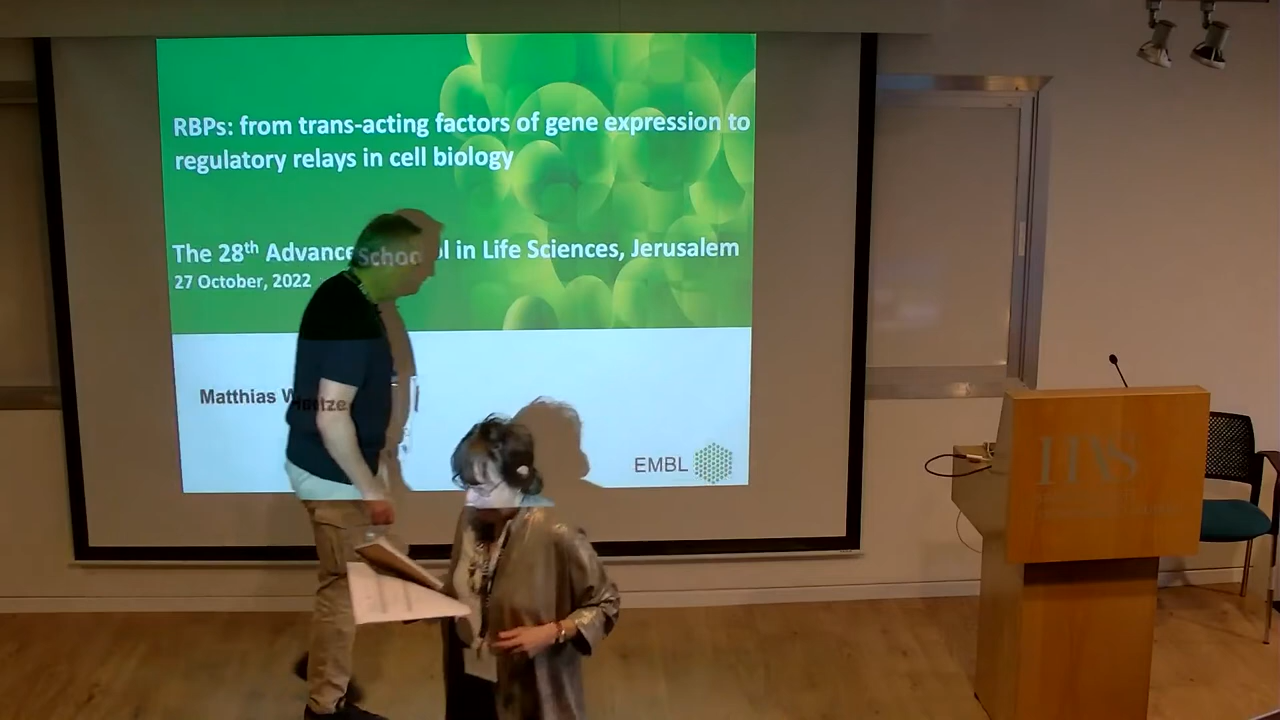 RBPs: from trans-acting factors of gene expression to
regulatory relays in cell biology
The 28th Advance School in Life Sciences, Jerusalem
27 October, 2022
Matthias
EMBL
IIAS